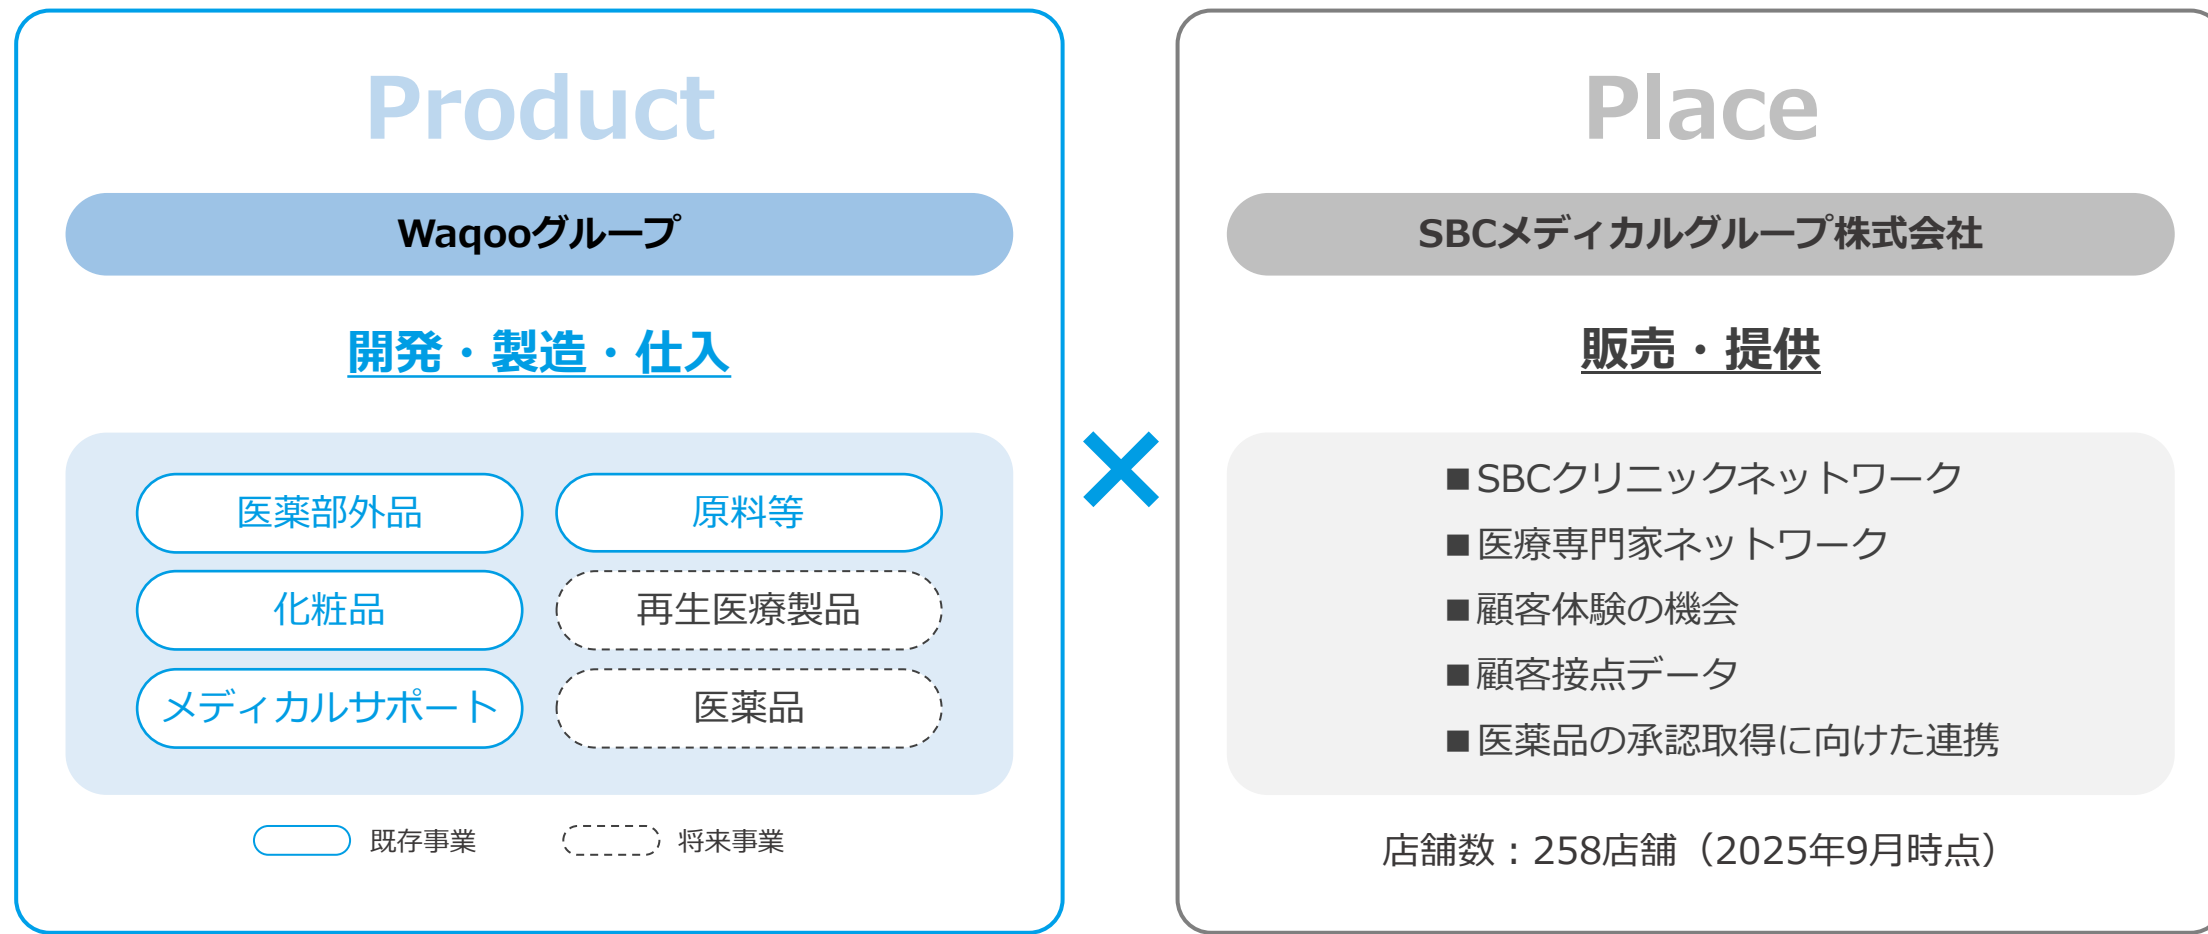 Product
Waqooグループ
開発・製造・仕入
医薬部外品
原料等
化粧品
再生医療製品
メディカルサポート
医薬品
既存事業
将来事業
×
Place
SBCメディカルグループ株式会社
販売・提供
■SBCクリニックネットワーク
■医療専門家ネットワーク
■顧客体験の機会
■顧客接点データ
■医薬品の承認取得に向けた連携
店舗数：258店舗（2025年9月時点）